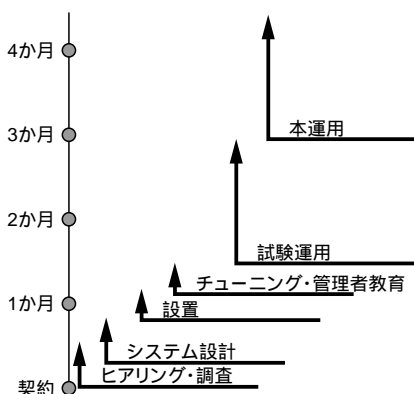 4か月
本運用
3か月
2か月
試験運用
チューニング・管理者教育
1か月
設置
システム設計
ヒアリング・調査
契約